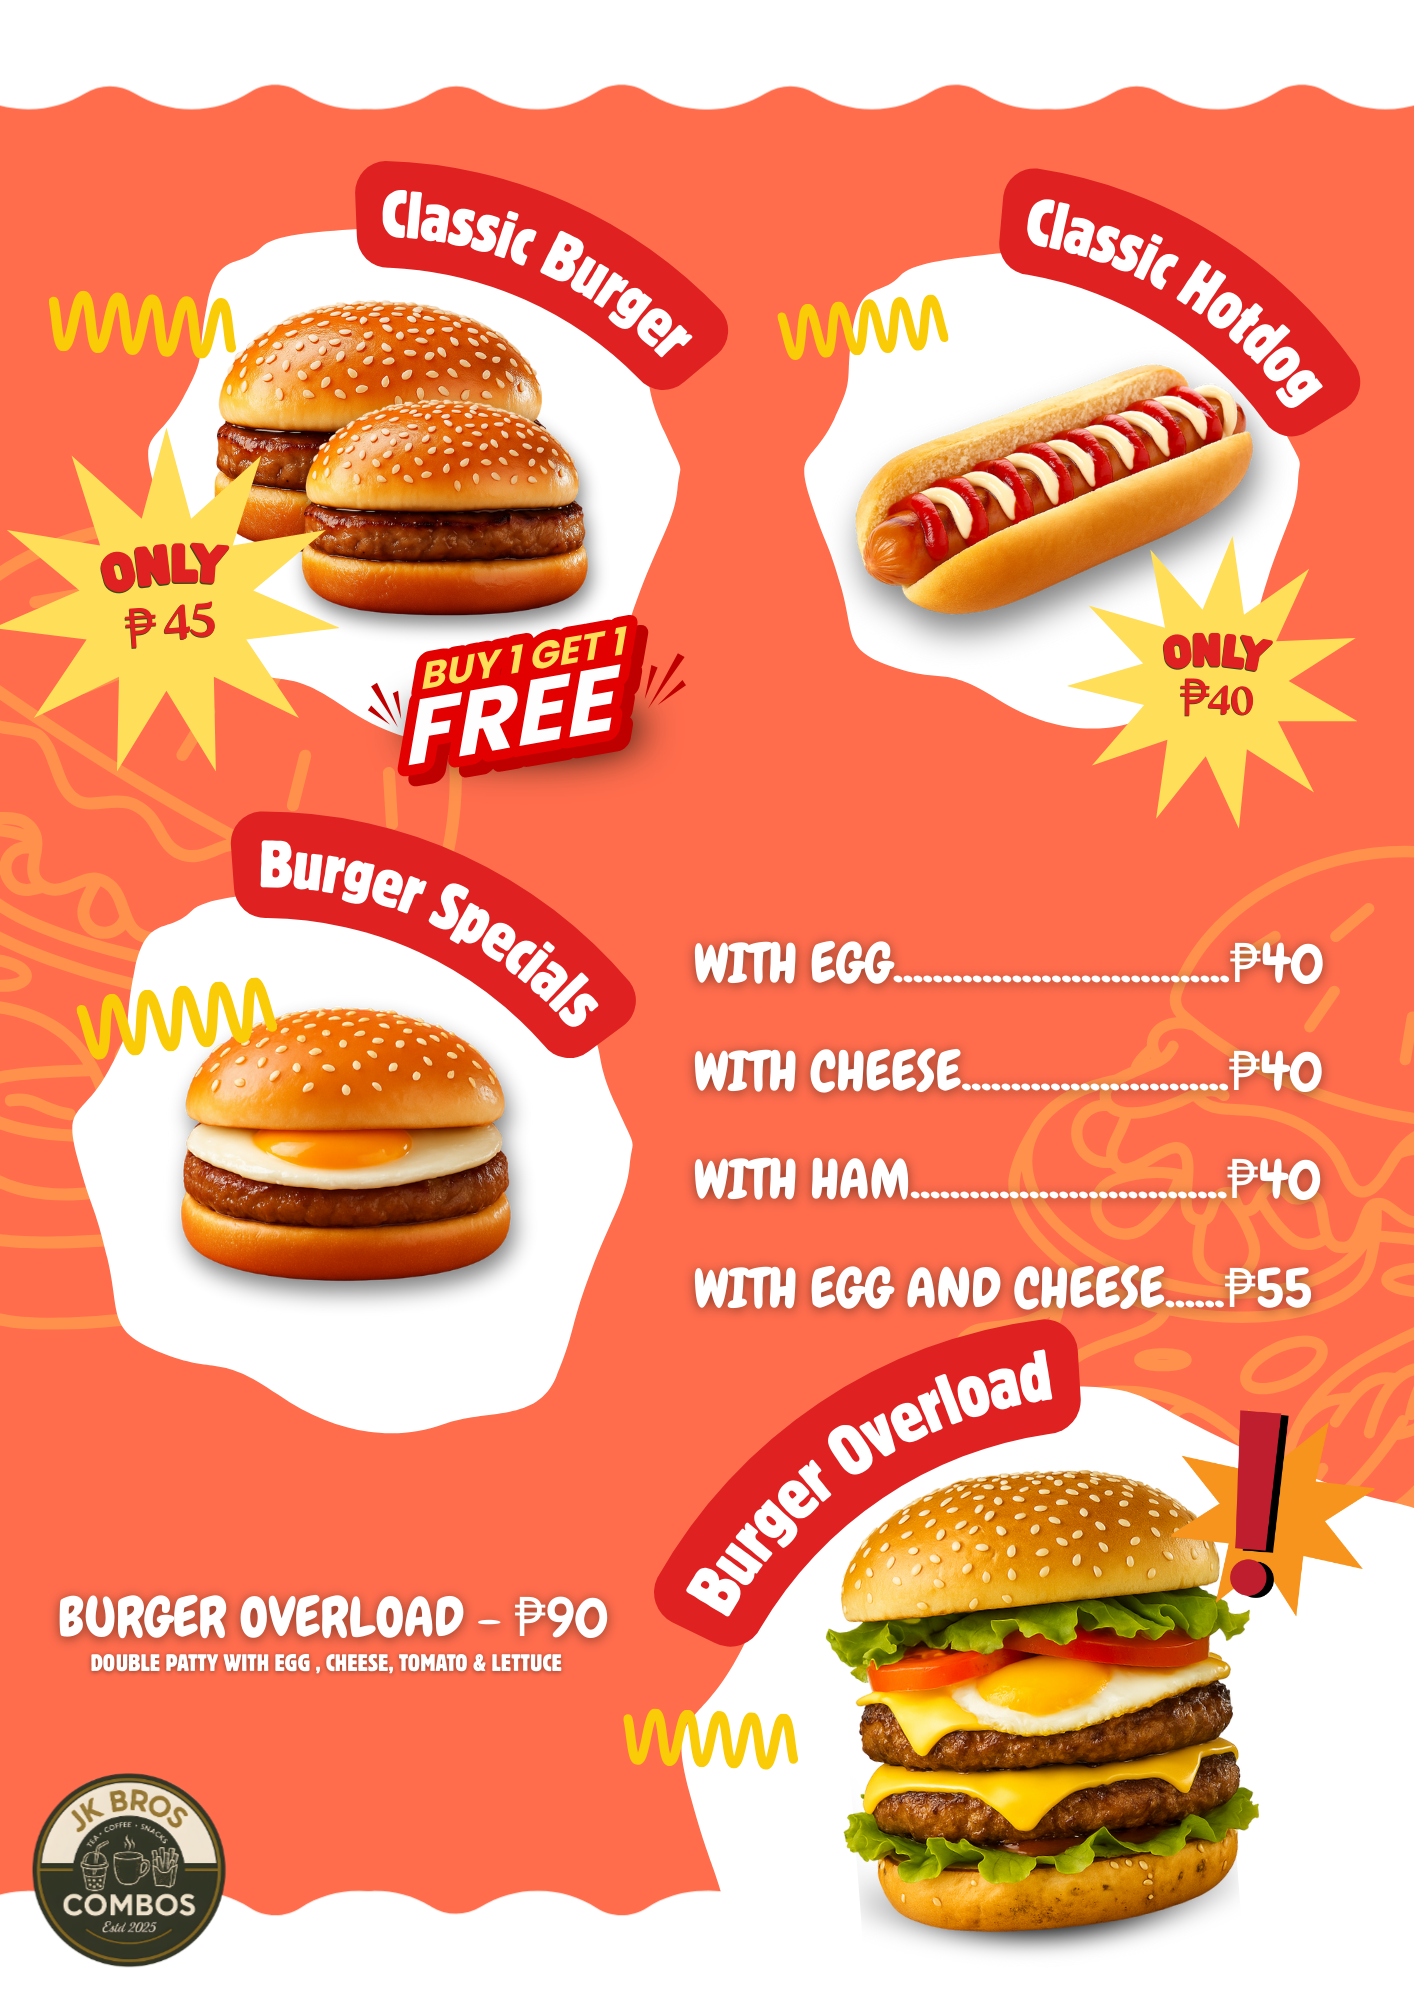 Classic Burger
ONLY
₱ 45
BUY 1 GET 1
FREE
Classic Hotdog
ONLY
₱40
Burger Specials
WITH EGG..................................₱40
WITH CHEESE...........................₱40
WITH HAM................................₱40
WITH EGG AND CHEESE......₱55
Burger Overload
!
BURGER OVERLOAD - ₱90
DOUBLE PATTY WITH EGG , CHEESE, TOMATO & LETTUCE
JK BROS
TEA • COFFEE • SNACKS
COMBOS
Estd 2025